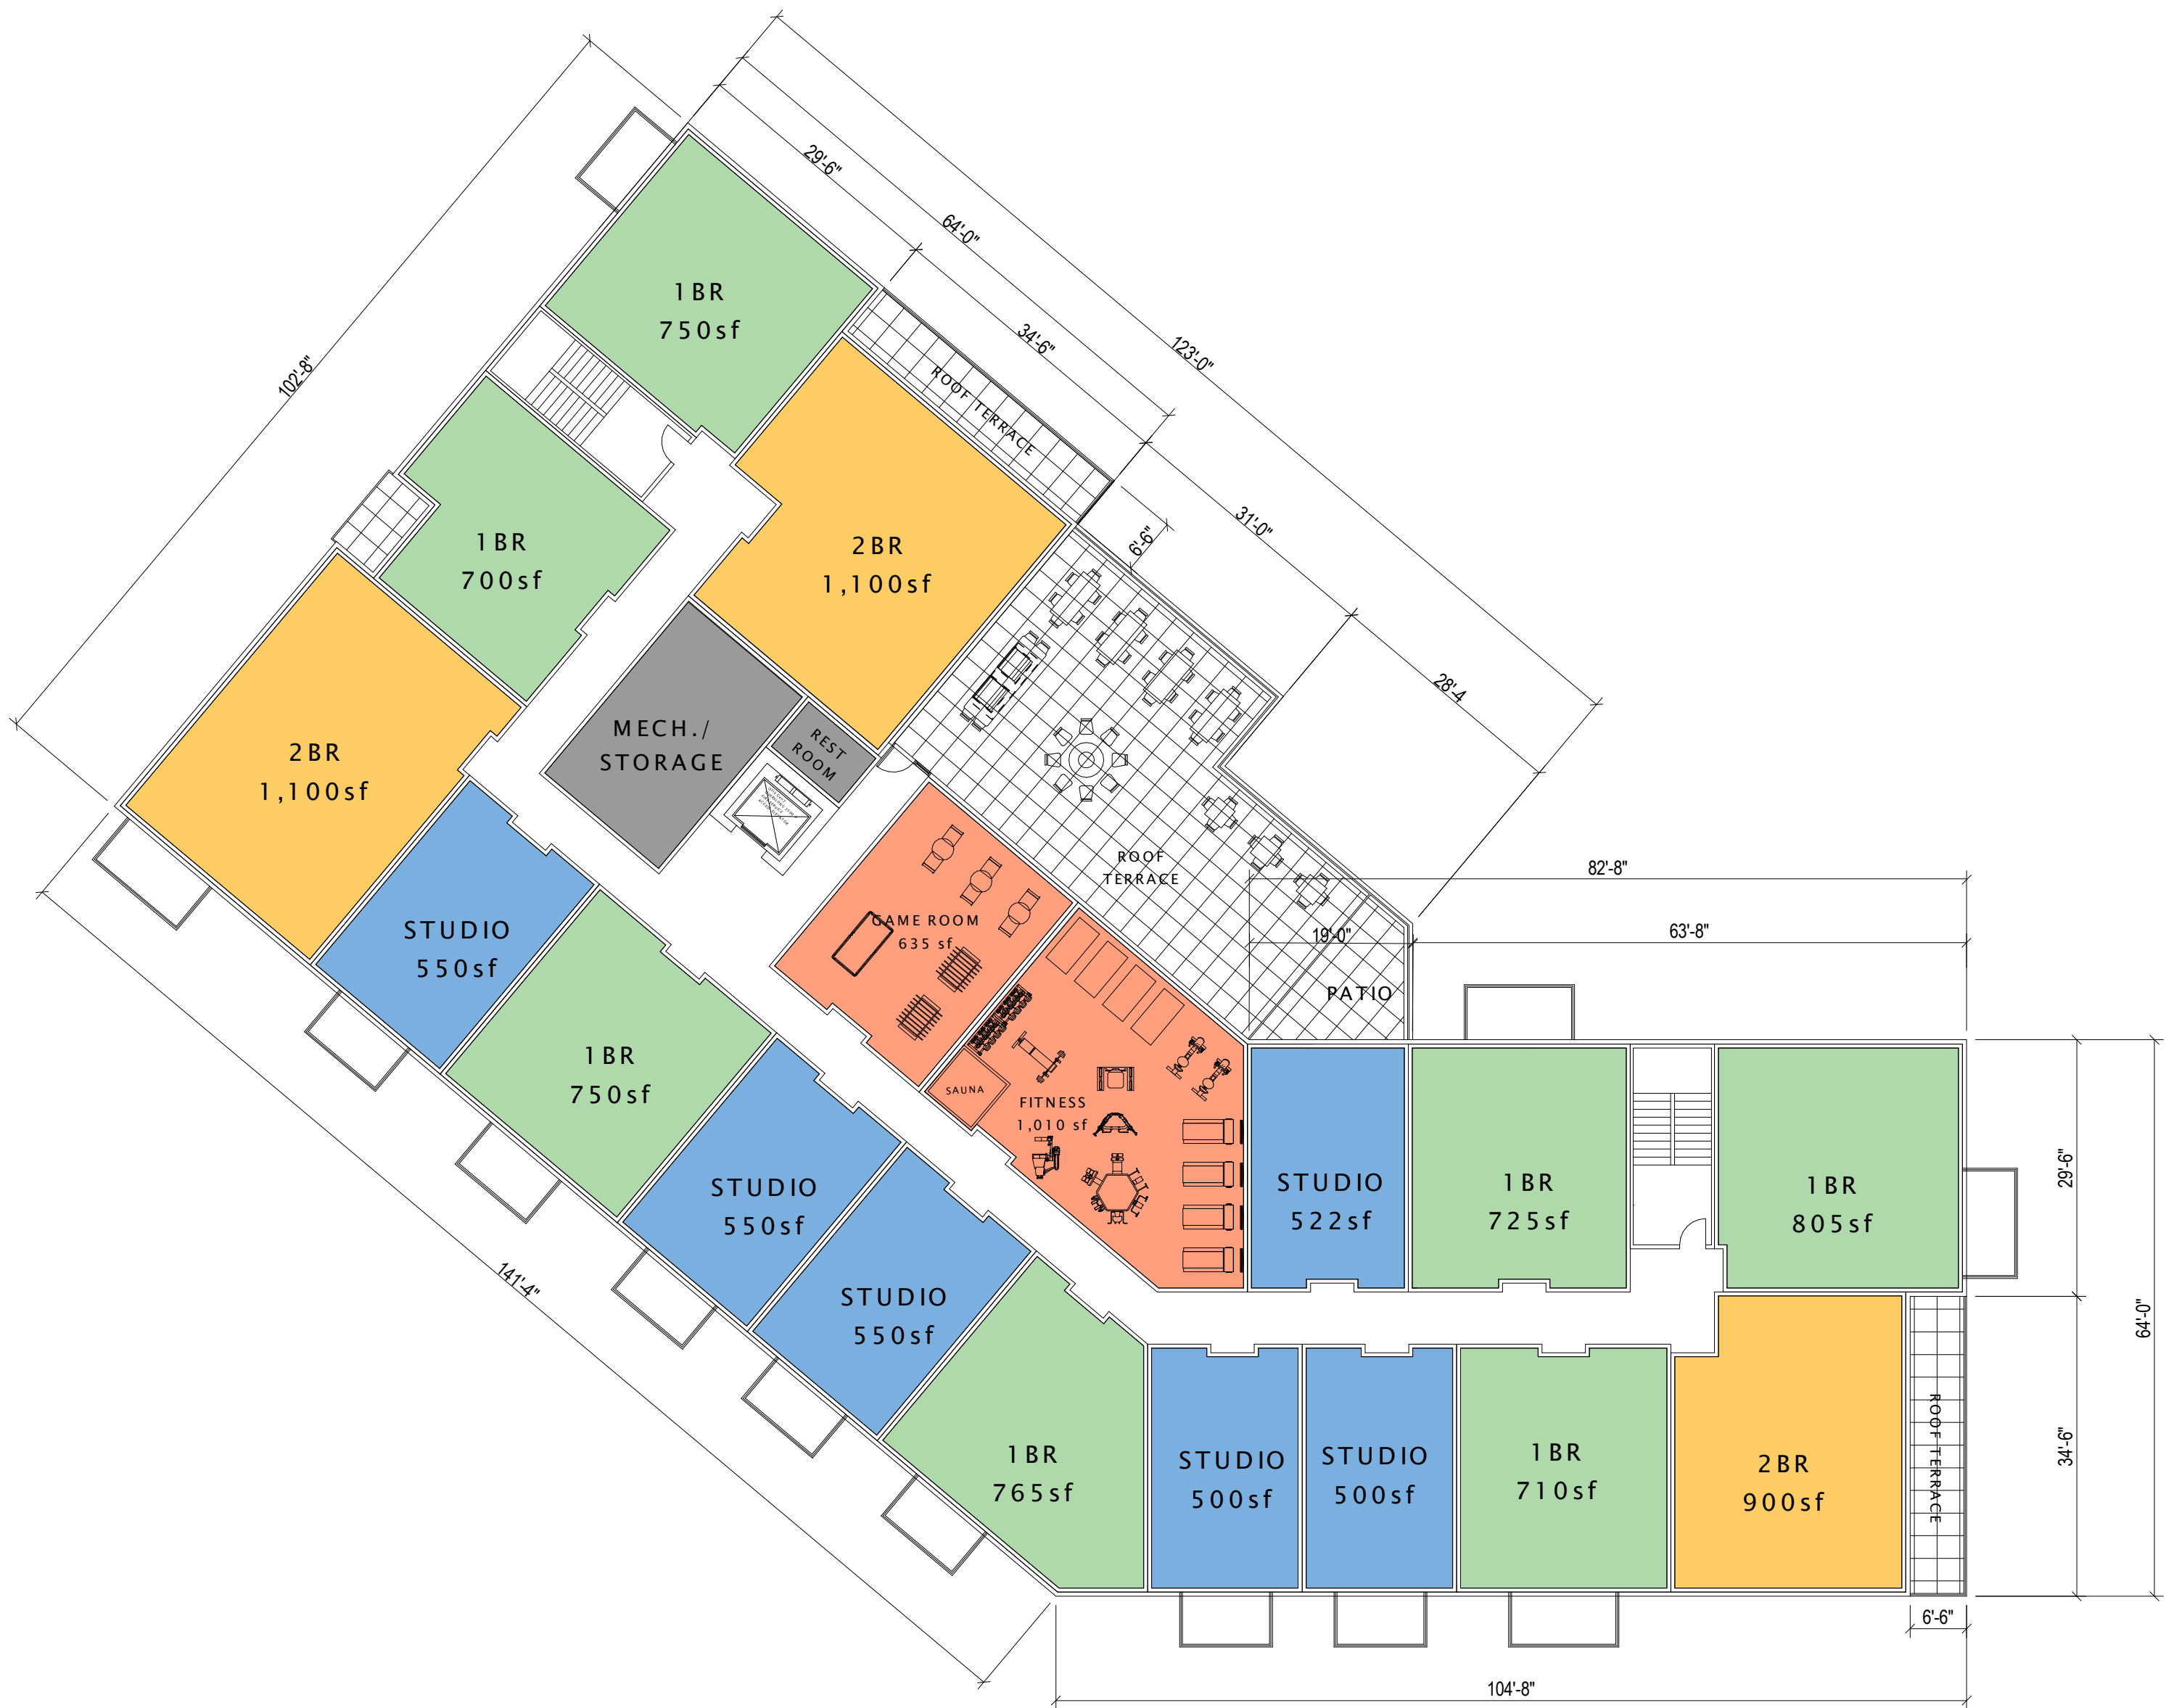 29'-6"
64'-0"
123'-0"
102'-8"
34'-6"
1BR
750sf
ROOF TERRACE
31'-0"
6'-6"
28'-4
1BR
700sf
2BR
1,100sf
2BR
1,100sf
MECH./
STORAGE
REST
ROOM
ROOF
TERRACE
82'-8"
19'-0"
63'-8"
GAME ROOM
635 sf
STUDIO
550sf
PATIO
1BR
750sf
SAUNA
FITNESS
1,010 sf
STUDIO
550sf
STUDIO
522sf
1BR
725sf
1BR
805sf
29'-6"
64'-0"
141'-4"
STUDIO
550sf
1BR
765sf
STUDIO
500sf
STUDIO
500sf
1BR
710sf
2BR
900sf
ROOF TERRACE
34'-6"
6'-6"
104'-8"